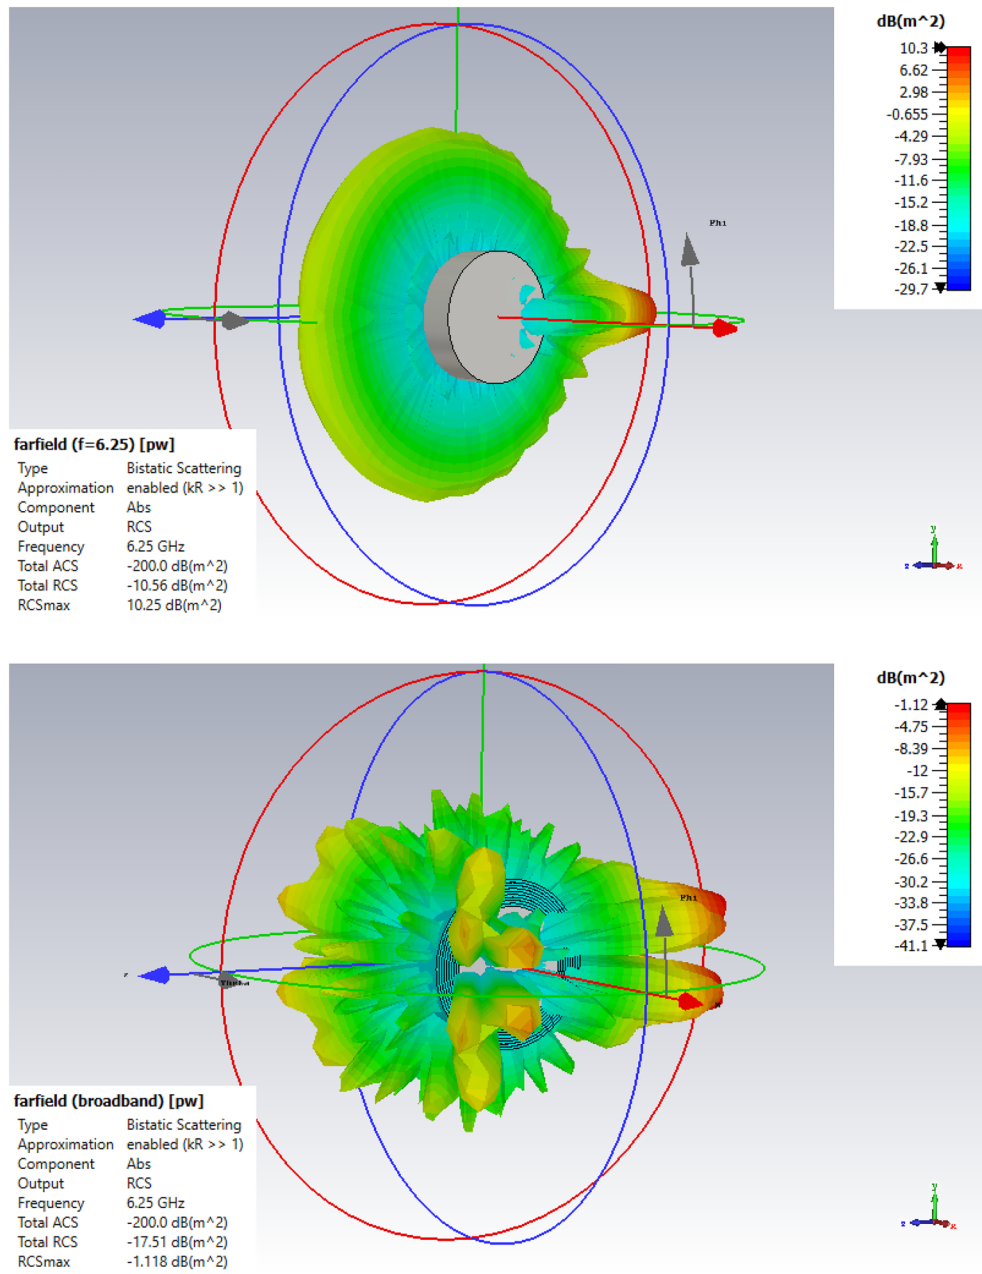 dB(m^2)
10.3
6.62
2.98
-0.655
-4.29
-7.93
-11.6
-15.2
-18.8
-22.5
-26.1
-29.7
Phi
farfield (f=6.25) [pw]
Type Bistatic Scattering
Approximation enabled (kR >> 1)
Component Abs
Output RCS
Frequency 6.25 GHz
Total ACS -200.0 dB(m^2)
Total RCS -10.56 dB(m^2)
RCSmax 10.25 dB(m^2)
y
z x
dB(m^2)
-1.12
-4.75
-8.39
-12
-15.7
-19.3
-22.9
-26.6
-30.2
-33.8
-37.5
-41.1
Phi
z Theta x
farfield (broadband) [pw]
Type Bistatic Scattering
Approximation enabled (kR >> 1)
Component Abs
Output RCS
Frequency 6.25 GHz
Total ACS -200.0 dB(m^2)
Total RCS -17.51 dB(m^2)
RCSmax -1.118 dB(m^2)
y
z x